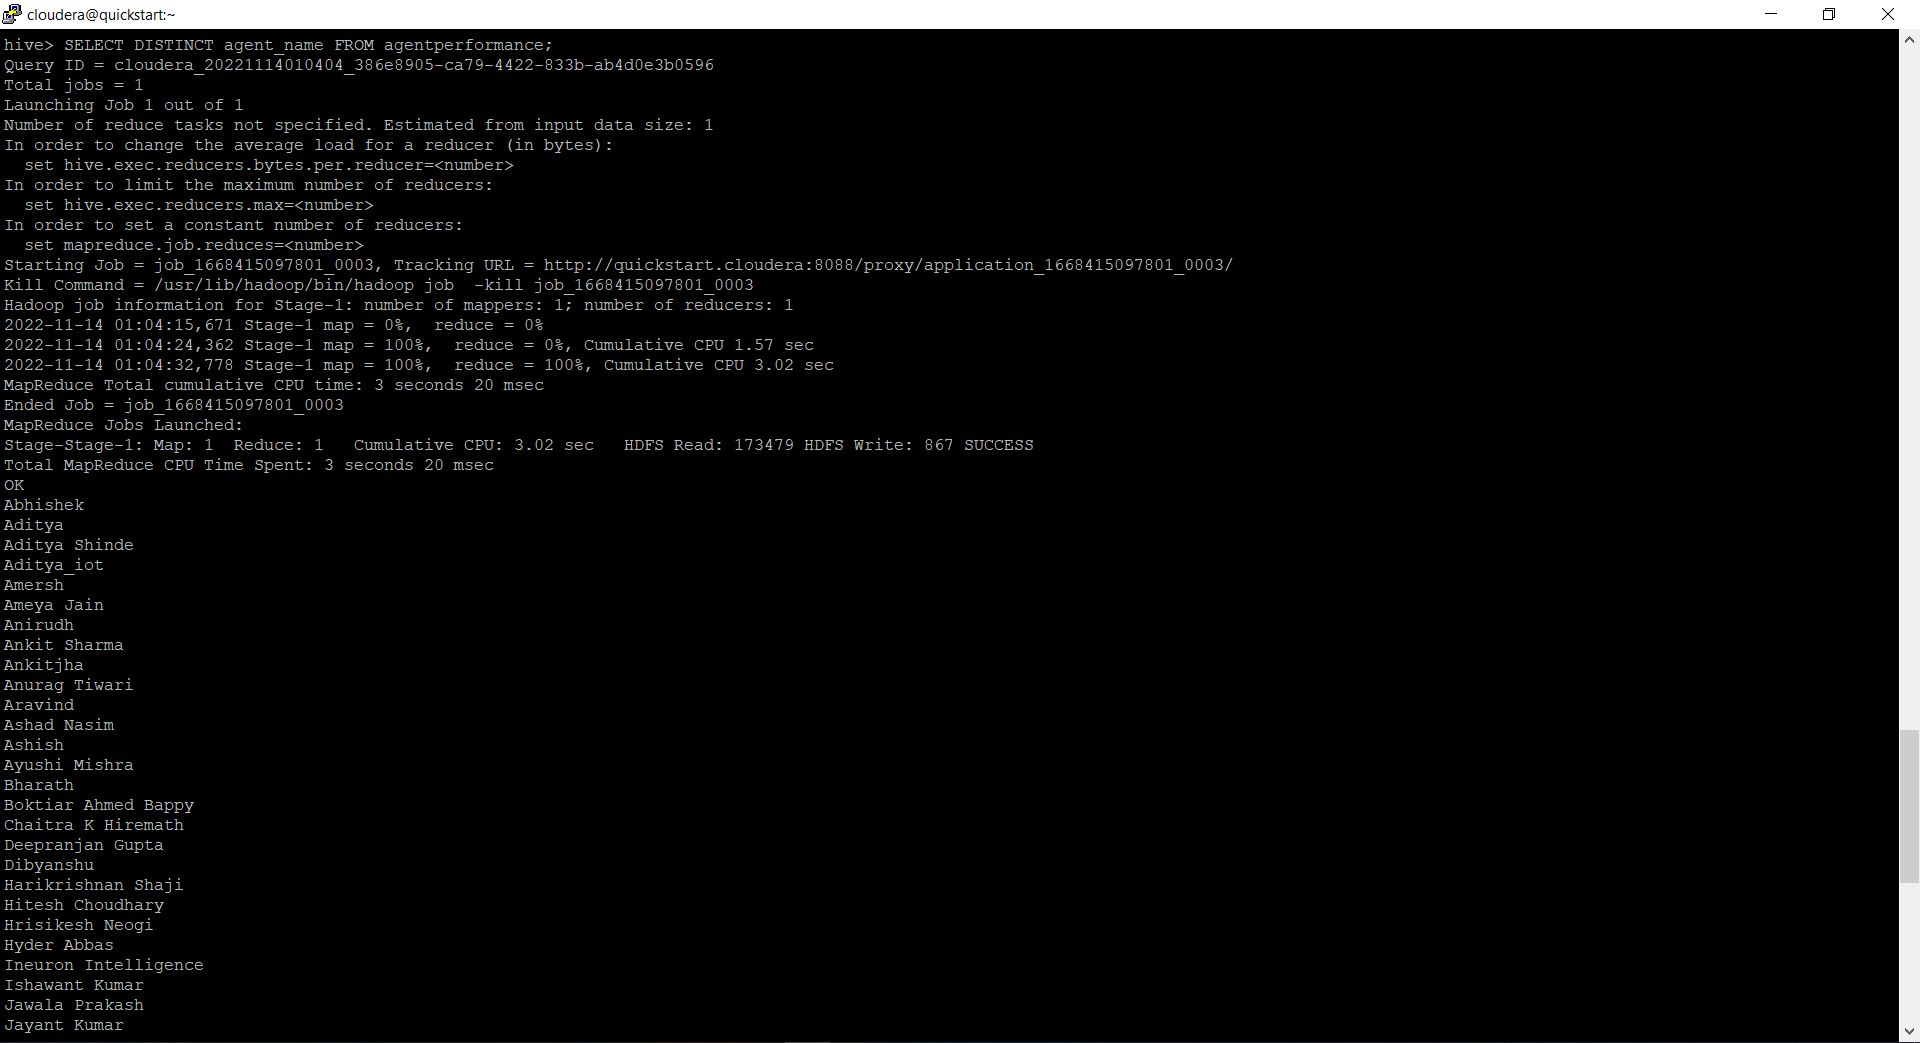 cloudera@quickstart:~
hive> SELECT DISTINCT agent_name FROM agentperformance;
Query ID = cloudera_20221114010404_386e8905-ca79-4422-833b-ab4d0e3b0596
Total jobs = 1
Launching Job 1 out of 1
Number of reduce tasks not specified. Estimated from input data size: 1
In order to change the average load for a reducer (in bytes):
  set hive.exec.reducers.bytes.per.reducer=<number>
In order to limit the maximum number of reducers:
  set hive.exec.reducers.max=<number>
In order to set a constant number of reducers:
  set mapreduce.job.reduces=<number>
Starting Job = job_1668415097801_0003, Tracking URL = http://quickstart.cloudera:8088/proxy/application_1668415097801_0003/
Kill Command = /usr/lib/hadoop/bin/hadoop job  -kill job_1668415097801_0003
Hadoop job information for Stage-1: number of mappers: 1; number of reducers: 1
2022-11-14 01:04:15,671 Stage-1 map = 0%,  reduce = 0%
2022-11-14 01:04:24,362 Stage-1 map = 100%,  reduce = 0%, Cumulative CPU 1.57 sec
2022-11-14 01:04:32,778 Stage-1 map = 100%,  reduce = 100%, Cumulative CPU 3.02 sec
MapReduce Total cumulative CPU time: 3 seconds 20 msec
Ended Job = job_1668415097801_0003
MapReduce Jobs Launched:
Stage-Stage-1: Map: 1  Reduce: 1   Cumulative CPU: 3.02 sec   HDFS Read: 173479 HDFS Write: 867 SUCCESS
Total MapReduce CPU Time Spent: 3 seconds 20 msec
OK
Abhishek
Aditya
Aditya Shinde
Aditya_iot
Amersh
Ameya Jain
Anirudh
Ankit Sharma
Ankitjha
Anurag Tiwari
Aravind
Ashad Nasim
Ashish
Ayushi Mishra
Bharath
Boktiar Ahmed Bappy
Chaitra K Hiremath
Deepranjan Gupta
Dibyanshu
Harikrishnan Shaji
Hitesh Choudhary
Hrisikesh Neogi
Hyder Abbas
Ineuron Intelligence
Ishawant Kumar
Jawala Prakash
Jayant Kumar